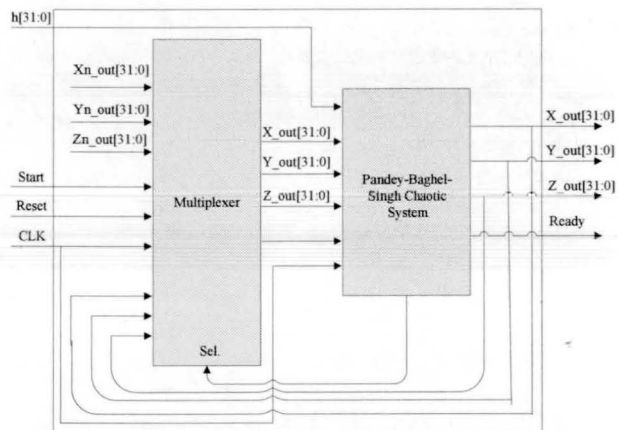 h[31:0]
Xn_out[31:0]
Yn_out[31:0]
Zn_out[31:0]
Start
Reset
CLK
Multiplexer
Sel.
X_out[31:0]
Y_out[31:0]
Z_out[31:0]
Pandey-Baghel-
Singh Chaotic
System
X_out[31:0]
Y_out[31:0]
Z_out[31:0]
Ready